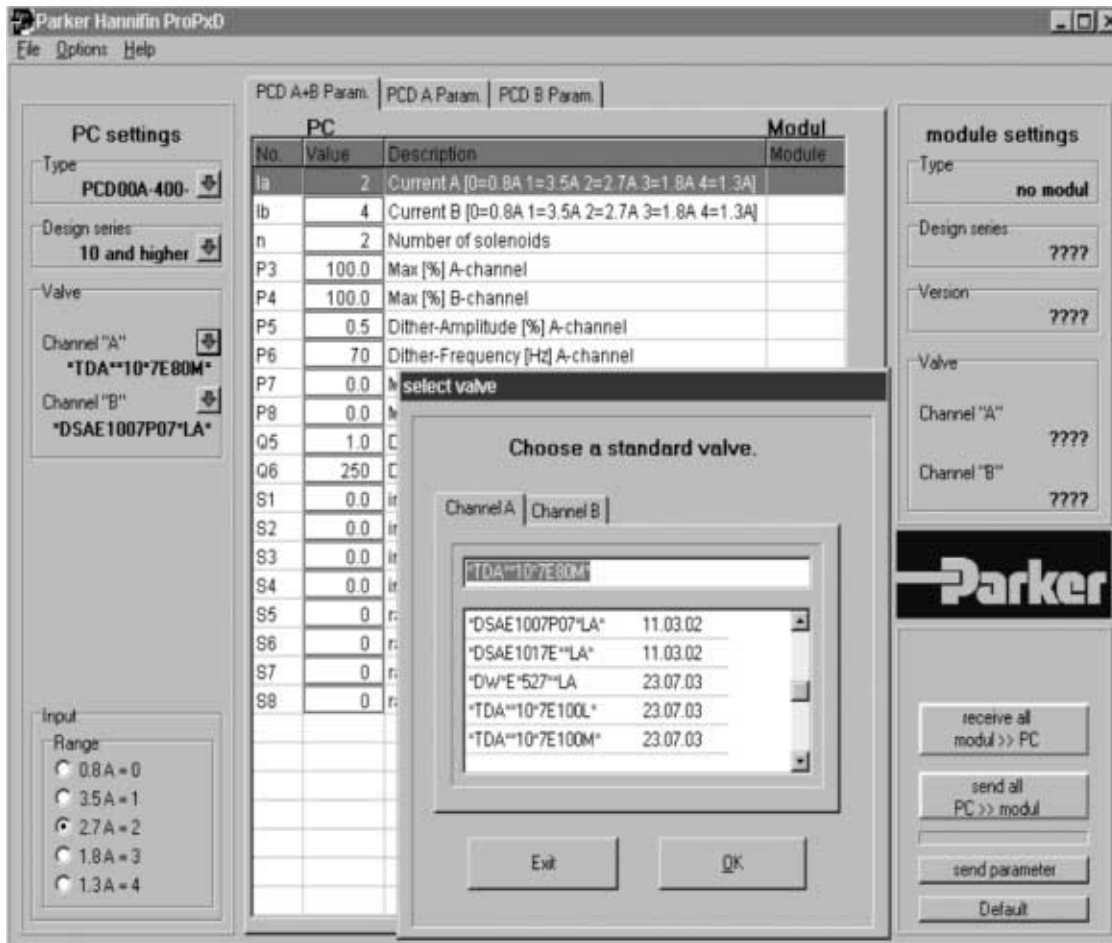 Parker Hannifin ProPxD
File Options Help
PCD A+B Param. PCD A Param. PCD B Param.
PC settings
Type
PCD00A-400-
Design series
10 and higher
Valve
Channel "A"
*TDA**10*7E80M*
Channel "B"
*DSAE1007P07*LA*
Input
Range
0.8 A = 0
3.5 A = 1
2.7 A = 2
1.8 A = 3
1.3 A = 4
PC Modul
No. Value Description Module
Ia 2 Current A [0=0.8A 1=3.5A 2=2.7A 3=1.8A 4=1.3A]
Ib 4 Current B [0=0.8A 1=3.5A 2=2.7A 3=1.8A 4=1.3A]
n 2 Number of solenoids
P3 100.0 Max [%] A-channel
P4 100.0 Max [%] B-channel
P5 0.5 Dither-Amplitude [%] A-channel
P6 70 Dither-Frequency [Hz] A-channel
P7 0.0
P8 0.0
Q5 1.0
Q6 250
S1 0.0
S2 0.0
S3 0.0
S4 0.0
S5 0
S6 0
S7 0
S8 0
select valve
Choose a standard valve.
Channel A Channel B
*TDA**10*7E80M*
*DSAE1007P07*LA* 11.03.02
*DSAE1017E**LA* 11.03.02
*DW*E*527**LA 23.07.03
*TDA**10*7E100L* 23.07.03
*TDA**10*7E100M* 23.07.03
Exit OK
module settings
Type
no modul
Design series
????
Version
????
Valve
Channel "A"
????
Channel "B"
????
Parker
receive all
modul >> PC
send all
PC >> modul
send parameter
Default